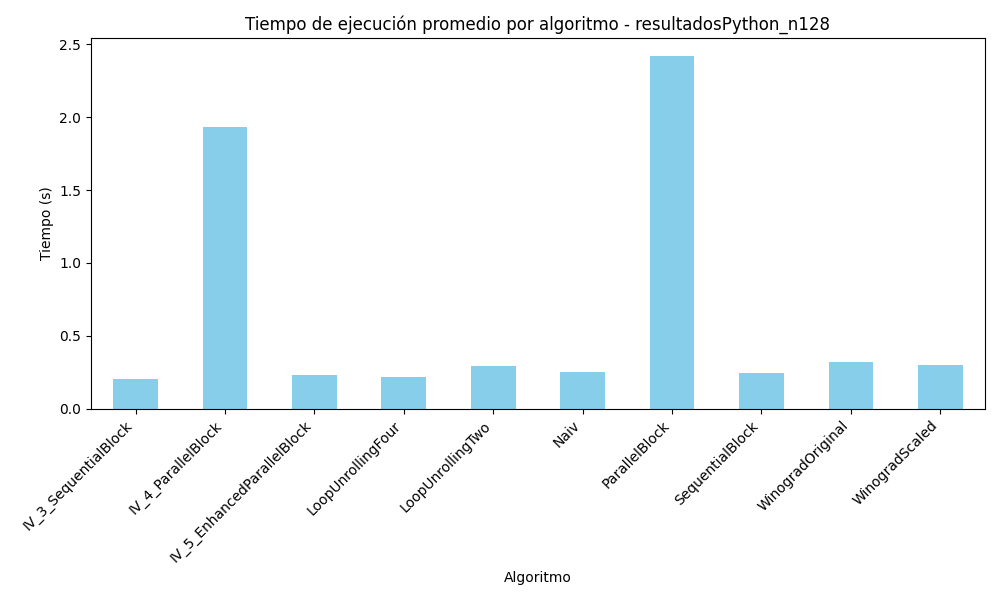 Tiempo de ejecución promedio por algoritmo - resultadosPython_n128
2.5
2.0
1.5
1.0
0.5
0.0
Tiempo (s)
IV_3_SequentialBlock
IV_4_ParallelBlock
IV_5_EnhancedParallelBlock
LoopUnrollingFour
LoopUnrollingTwo
Naiv
ParallelBlock
SequentialBlock
WinogradOriginal
WinogradScaled
Algoritmo